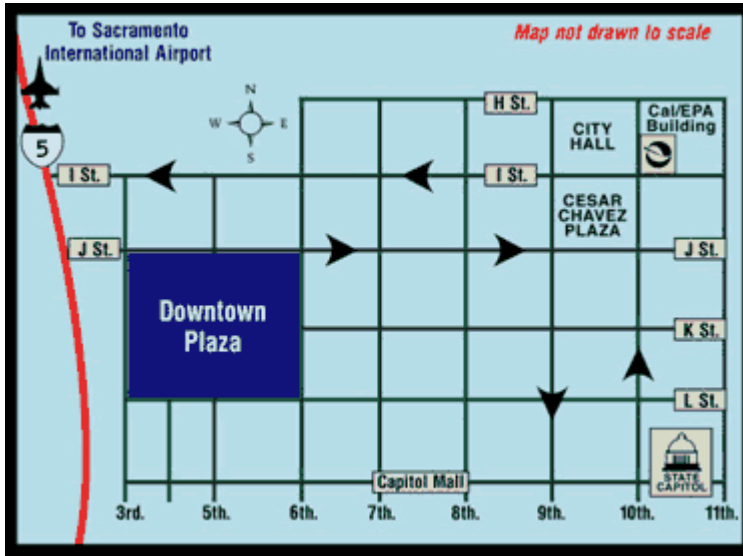 To Sacramento
International Airport
Map not drawn to scale
N
W E
S
5
H St.
CITY
HALL
Cal/EPA
Building
I St.
I St.
CESAR
CHAVEZ
PLAZA
J St.
J St.
Downtown
Plaza
K St.
L St.
STATE
CAPITOL
Capitol Mall
3rd. 5th. 6th. 7th. 8th. 9th. 10th. 11th.